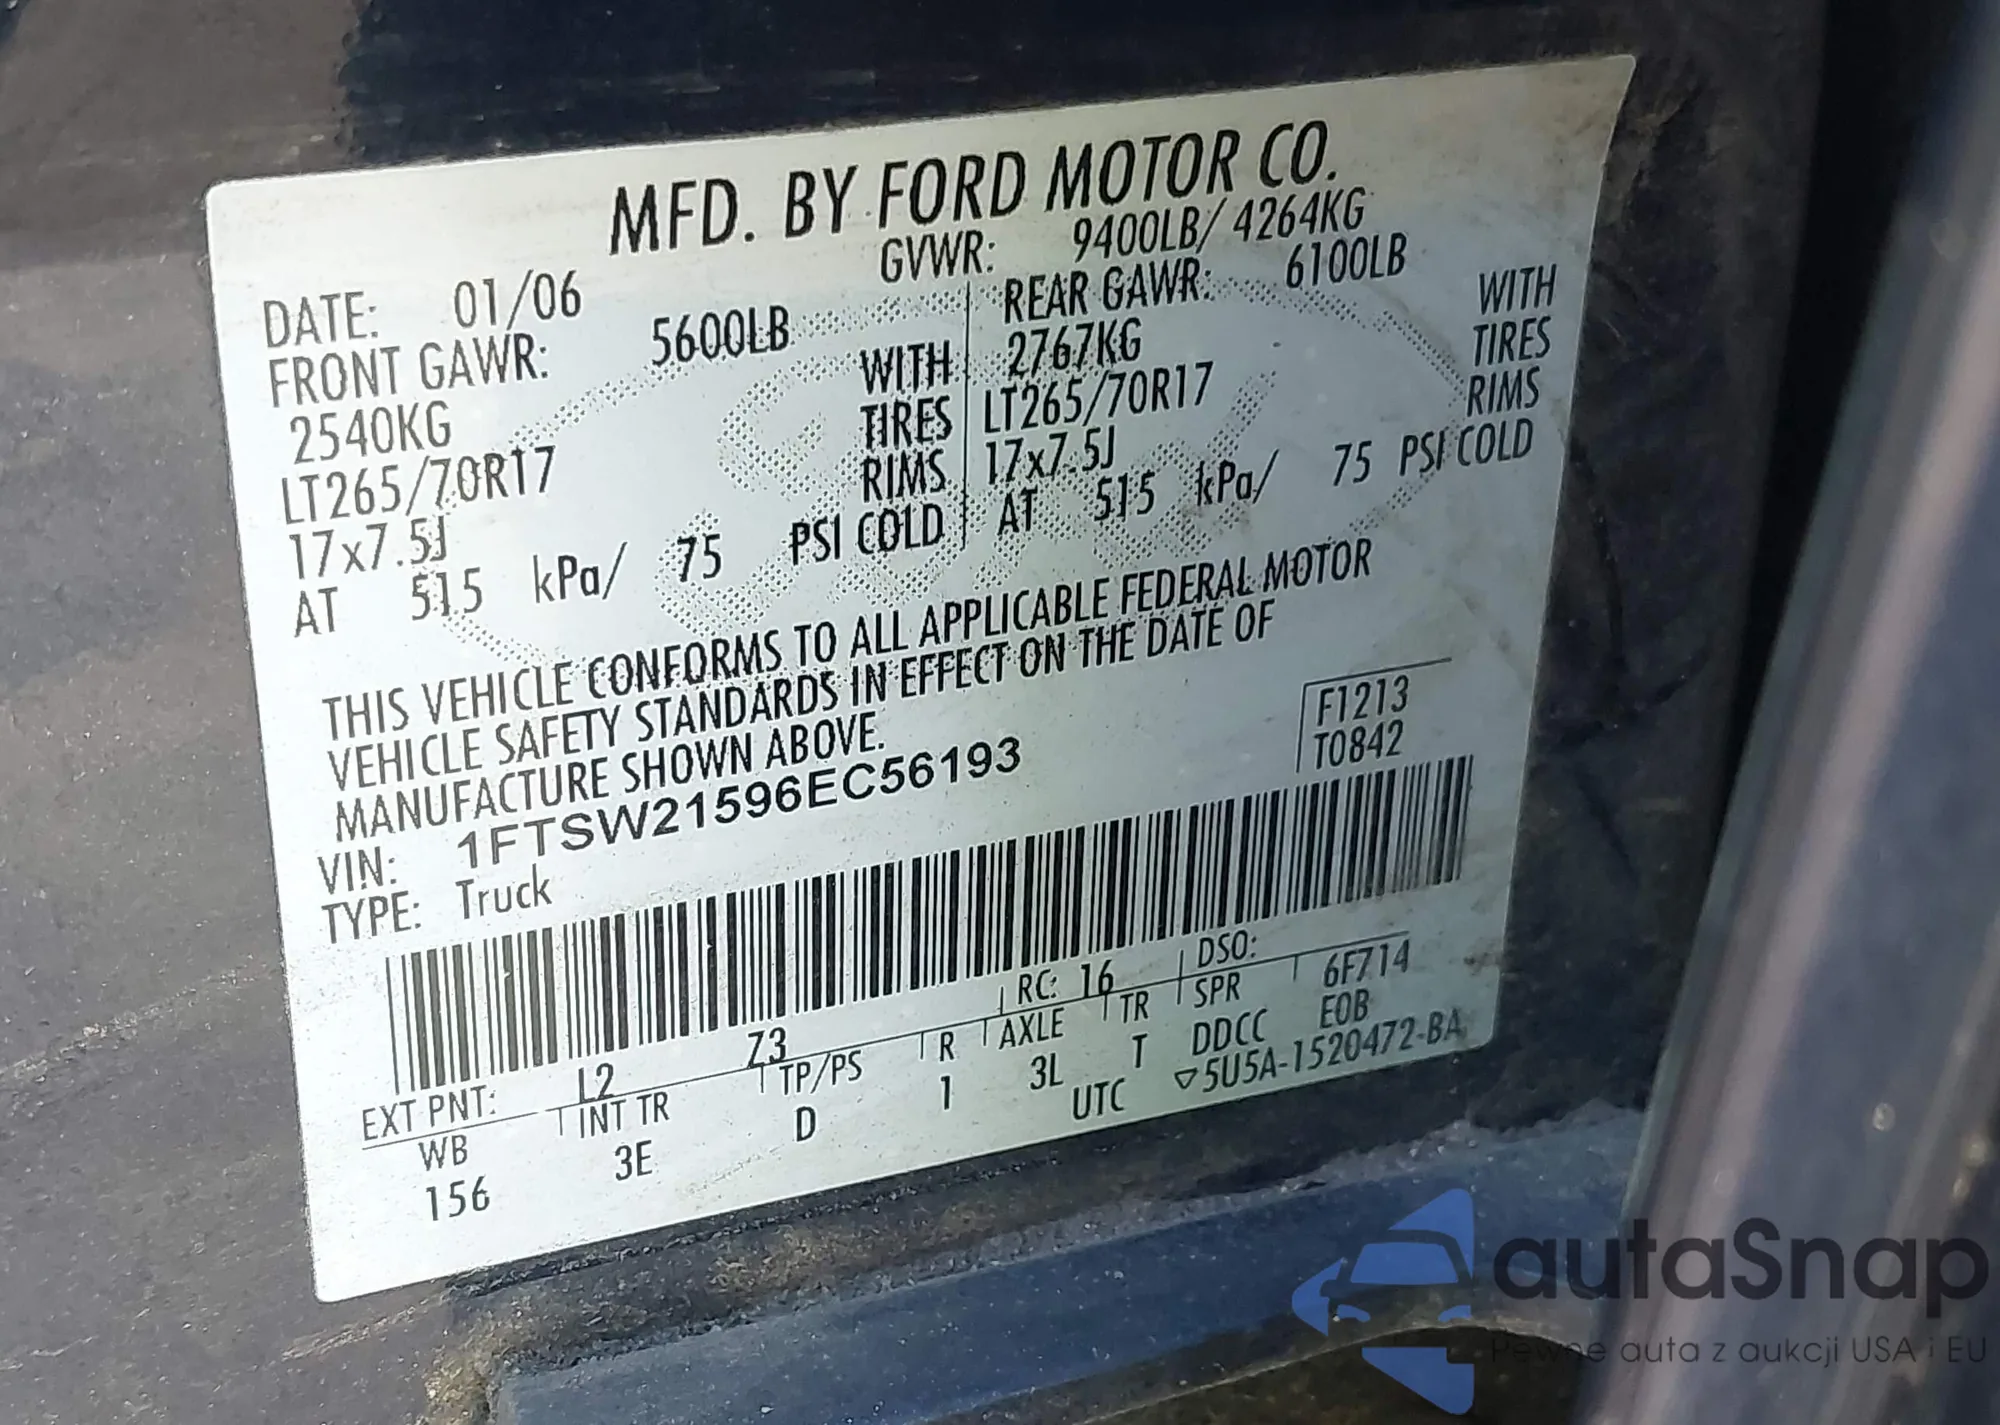 MFD. BY FORD MOTOR CO.
DATE: 01/06 GVWR: 9400LB/ 4264KG
FRONT GAWR: 5600LB REAR GAWR: 6100LB
2540KG WITH 2767KG WITH
LT265/70R17 TIRES LT265/70R17 TIRES
17x7.5J RIMS 17x7.5J RIMS
AT 515 kPa/ 75 PSI COLD AT 515 kPa/ 75 PSI COLD
THIS VEHICLE CONFORMS TO ALL APPLICABLE FEDERAL MOTOR
VEHICLE SAFETY STANDARDS IN EFFECT ON THE DATE OF
MANUFACTURE SHOWN ABOVE.
VIN: 1FTSW21596EC56193 F1213
TYPE: Truck T0842
EXT PNT: L2 Z3 RC: 16 DSO: 6F714
WB INT TR TP/PS R AXLE TR SPR EOB
156 3E D 1 3L T DDCC
UTC ▽5U5A-1520472-BA
autaSnap
Pewne auta z aukcji USA i EU